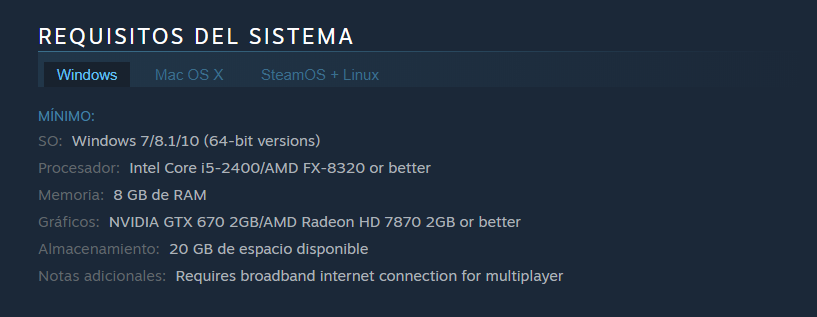 REQUISITOS DEL SISTEMA
Windows Mac OS X SteamOS + Linux
MÍNIMO:
SO: Windows 7/8.1/10 (64-bit versions)
Procesador: Intel Core i5-2400/AMD FX-8320 or better
Memoria: 8 GB de RAM
Gráficos: NVIDIA GTX 670 2GB/AMD Radeon HD 7870 2GB or better
Almacenamiento: 20 GB de espacio disponible
Notas adicionales: Requires broadband internet connection for multiplayer